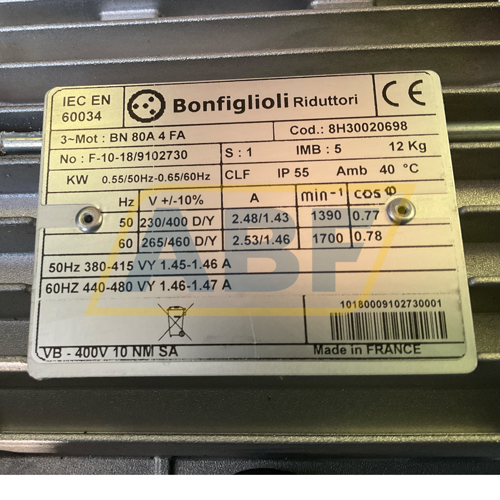 IEC EN
60034
Bonfiglioli Riduttori
CE
3~Mot : BN 80A 4 FA
Cod.: 8H30020698
No : F-10-18/9102730
S : 1 IMB : 5 12 Kg
KW 0.55/50Hz-0.65/60Hz
CLF IP 55 Amb 40 °C
Hz V +/-10% A min-1 cos φ
50 230/400 D/Y 2.48/1.43 1390 0.77
60 265/460 D/Y 2.53/1.46 1700 0.78
50Hz 380-415 VY 1.45-1.46 A
60HZ 440-480 VY 1.46-1.47 A
ABF
10180009102730001
VB - 400V 10 NM SA
Made in FRANCE